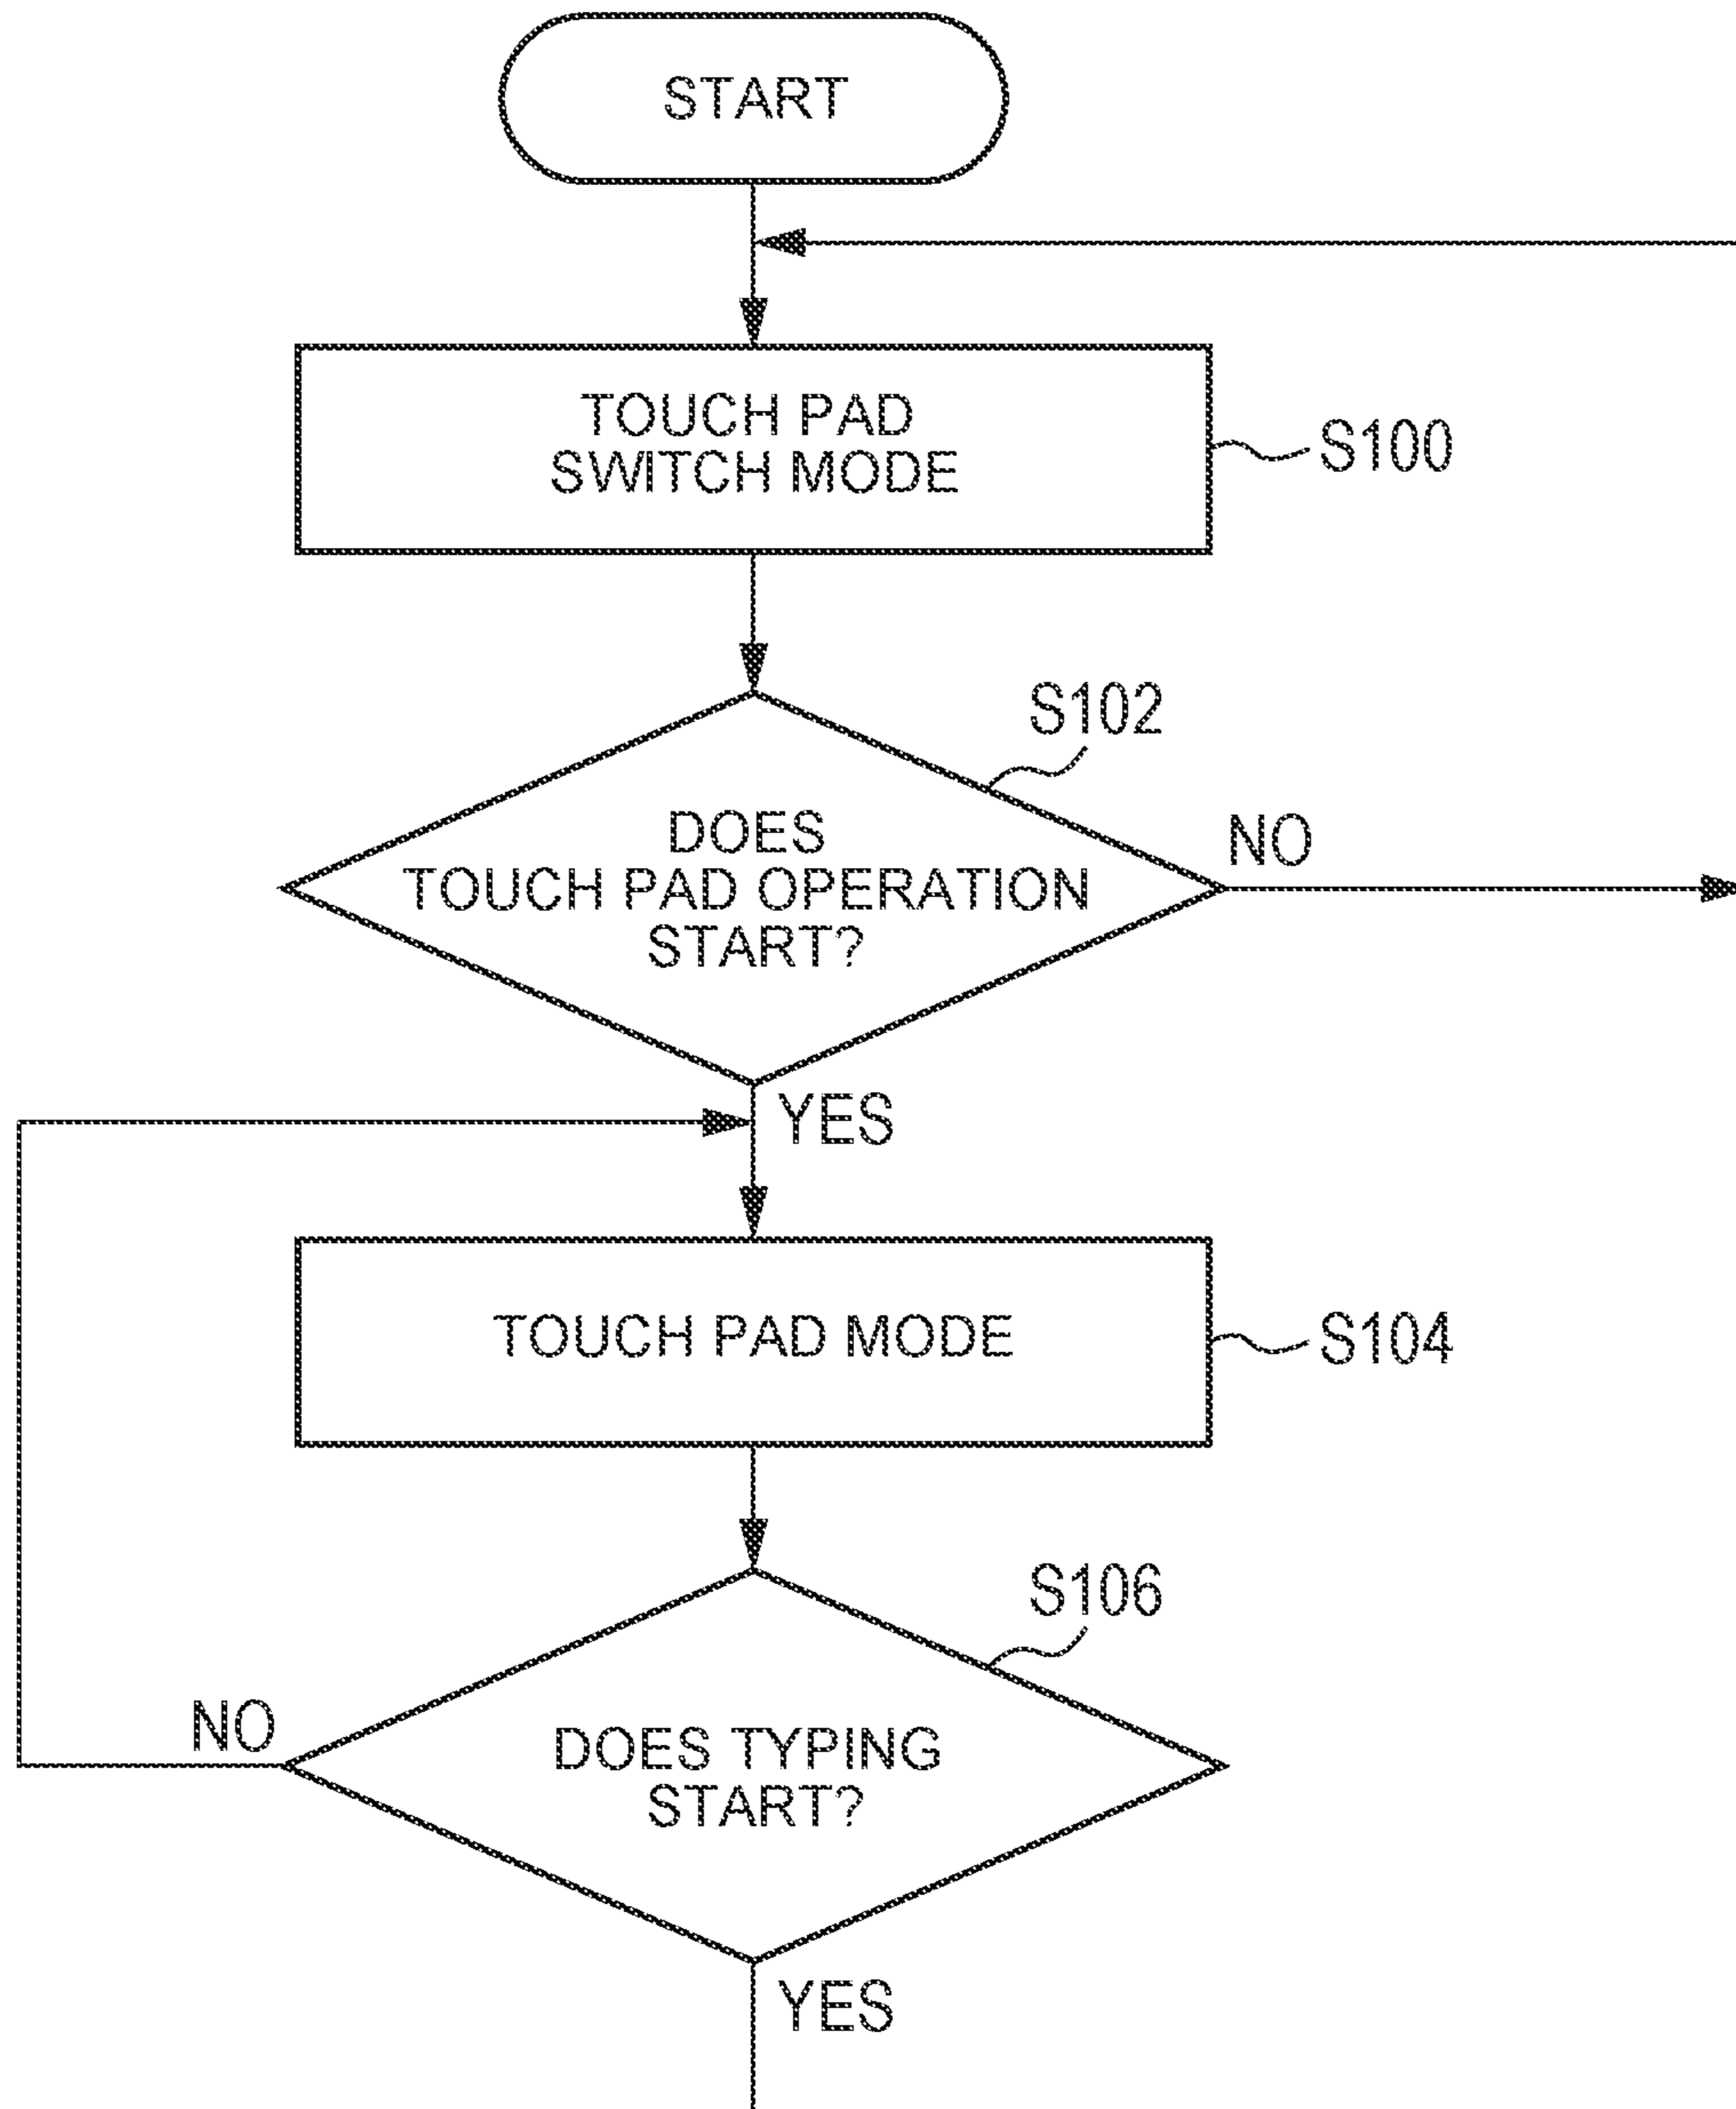 START
TOUCH PAD
SWITCH MODE
S100
S102
DOES
TOUCH PAD OPERATION
START?
NO
YES
TOUCH PAD MODE
S104
S106
NO
DOES TYPING
START?
YES